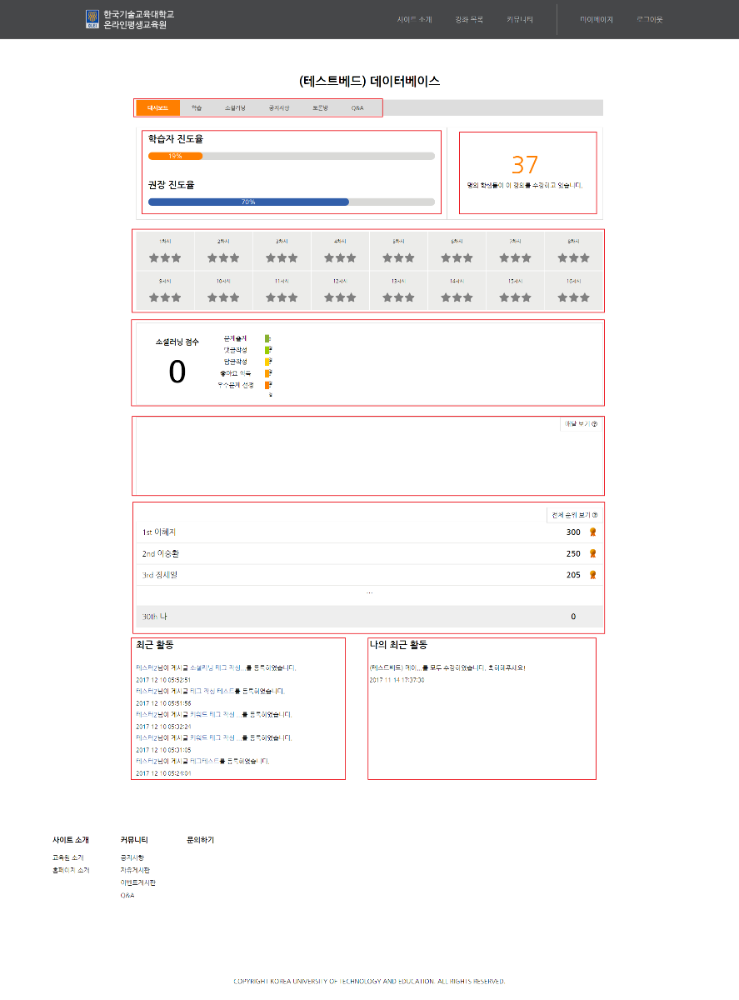 한국기술교육대학교
온라인평생교육원
사이트 소개 강좌 목록 커뮤니티 마이페이지 로그아웃
(테스트베드) 데이터베이스
대시보드 학습 소셜러닝 공지사항 토론방 Q&A
학습자 진도율
19%
권장 진도율
70%
37
명의 학생들이 이 강의를 수강하고 있습니다.
1차시 2차시 3차시 4차시 5차시 6차시 7차시 8차시
9차시 10차시 11차시 12차시 13차시 14차시 15차시 16차시
소셜러닝 점수
0
문제출제
댓글작성
답글작성
좋아요 획득
우수문제 선정
메달 보기
전체 순위 보기
1st 이혜지 300
2nd 이승환 250
3rd 정세일 205
...
30th 나 0
최근 활동
테스터2님이 게시글 소셜러닝 태그 작성...를 등록하였습니다.
2017-12-10 05:52:51
테스터2님이 게시글 태그 작성 테스트를 등록하였습니다.
2017-12-10 05:51:56
테스터2님이 게시글 키워드 태그 작성 ...를 등록하였습니다.
2017-12-10 05:32:24
테스터2님이 게시글 키워드 태그 작성 ...를 등록하였습니다.
2017-12-10 05:31:05
테스터2님이 게시글 태그테스트를 등록하였습니다.
2017-12-10 05:24:04
나의 최근 활동
(테스트베드) 데이...를 모두 수강하였습니다. 축하해주세요!
2017-11-14 17:37:30
사이트 소개
교육원 소개
홈페이지 소개
커뮤니티
공지사항
자유게시판
이벤트게시판
Q&A
문의하기
COPYRIGHT KOREA UNIVERSITY OF TECHNOLOGY AND EDUCATION. ALL RIGHTS RESERVED.